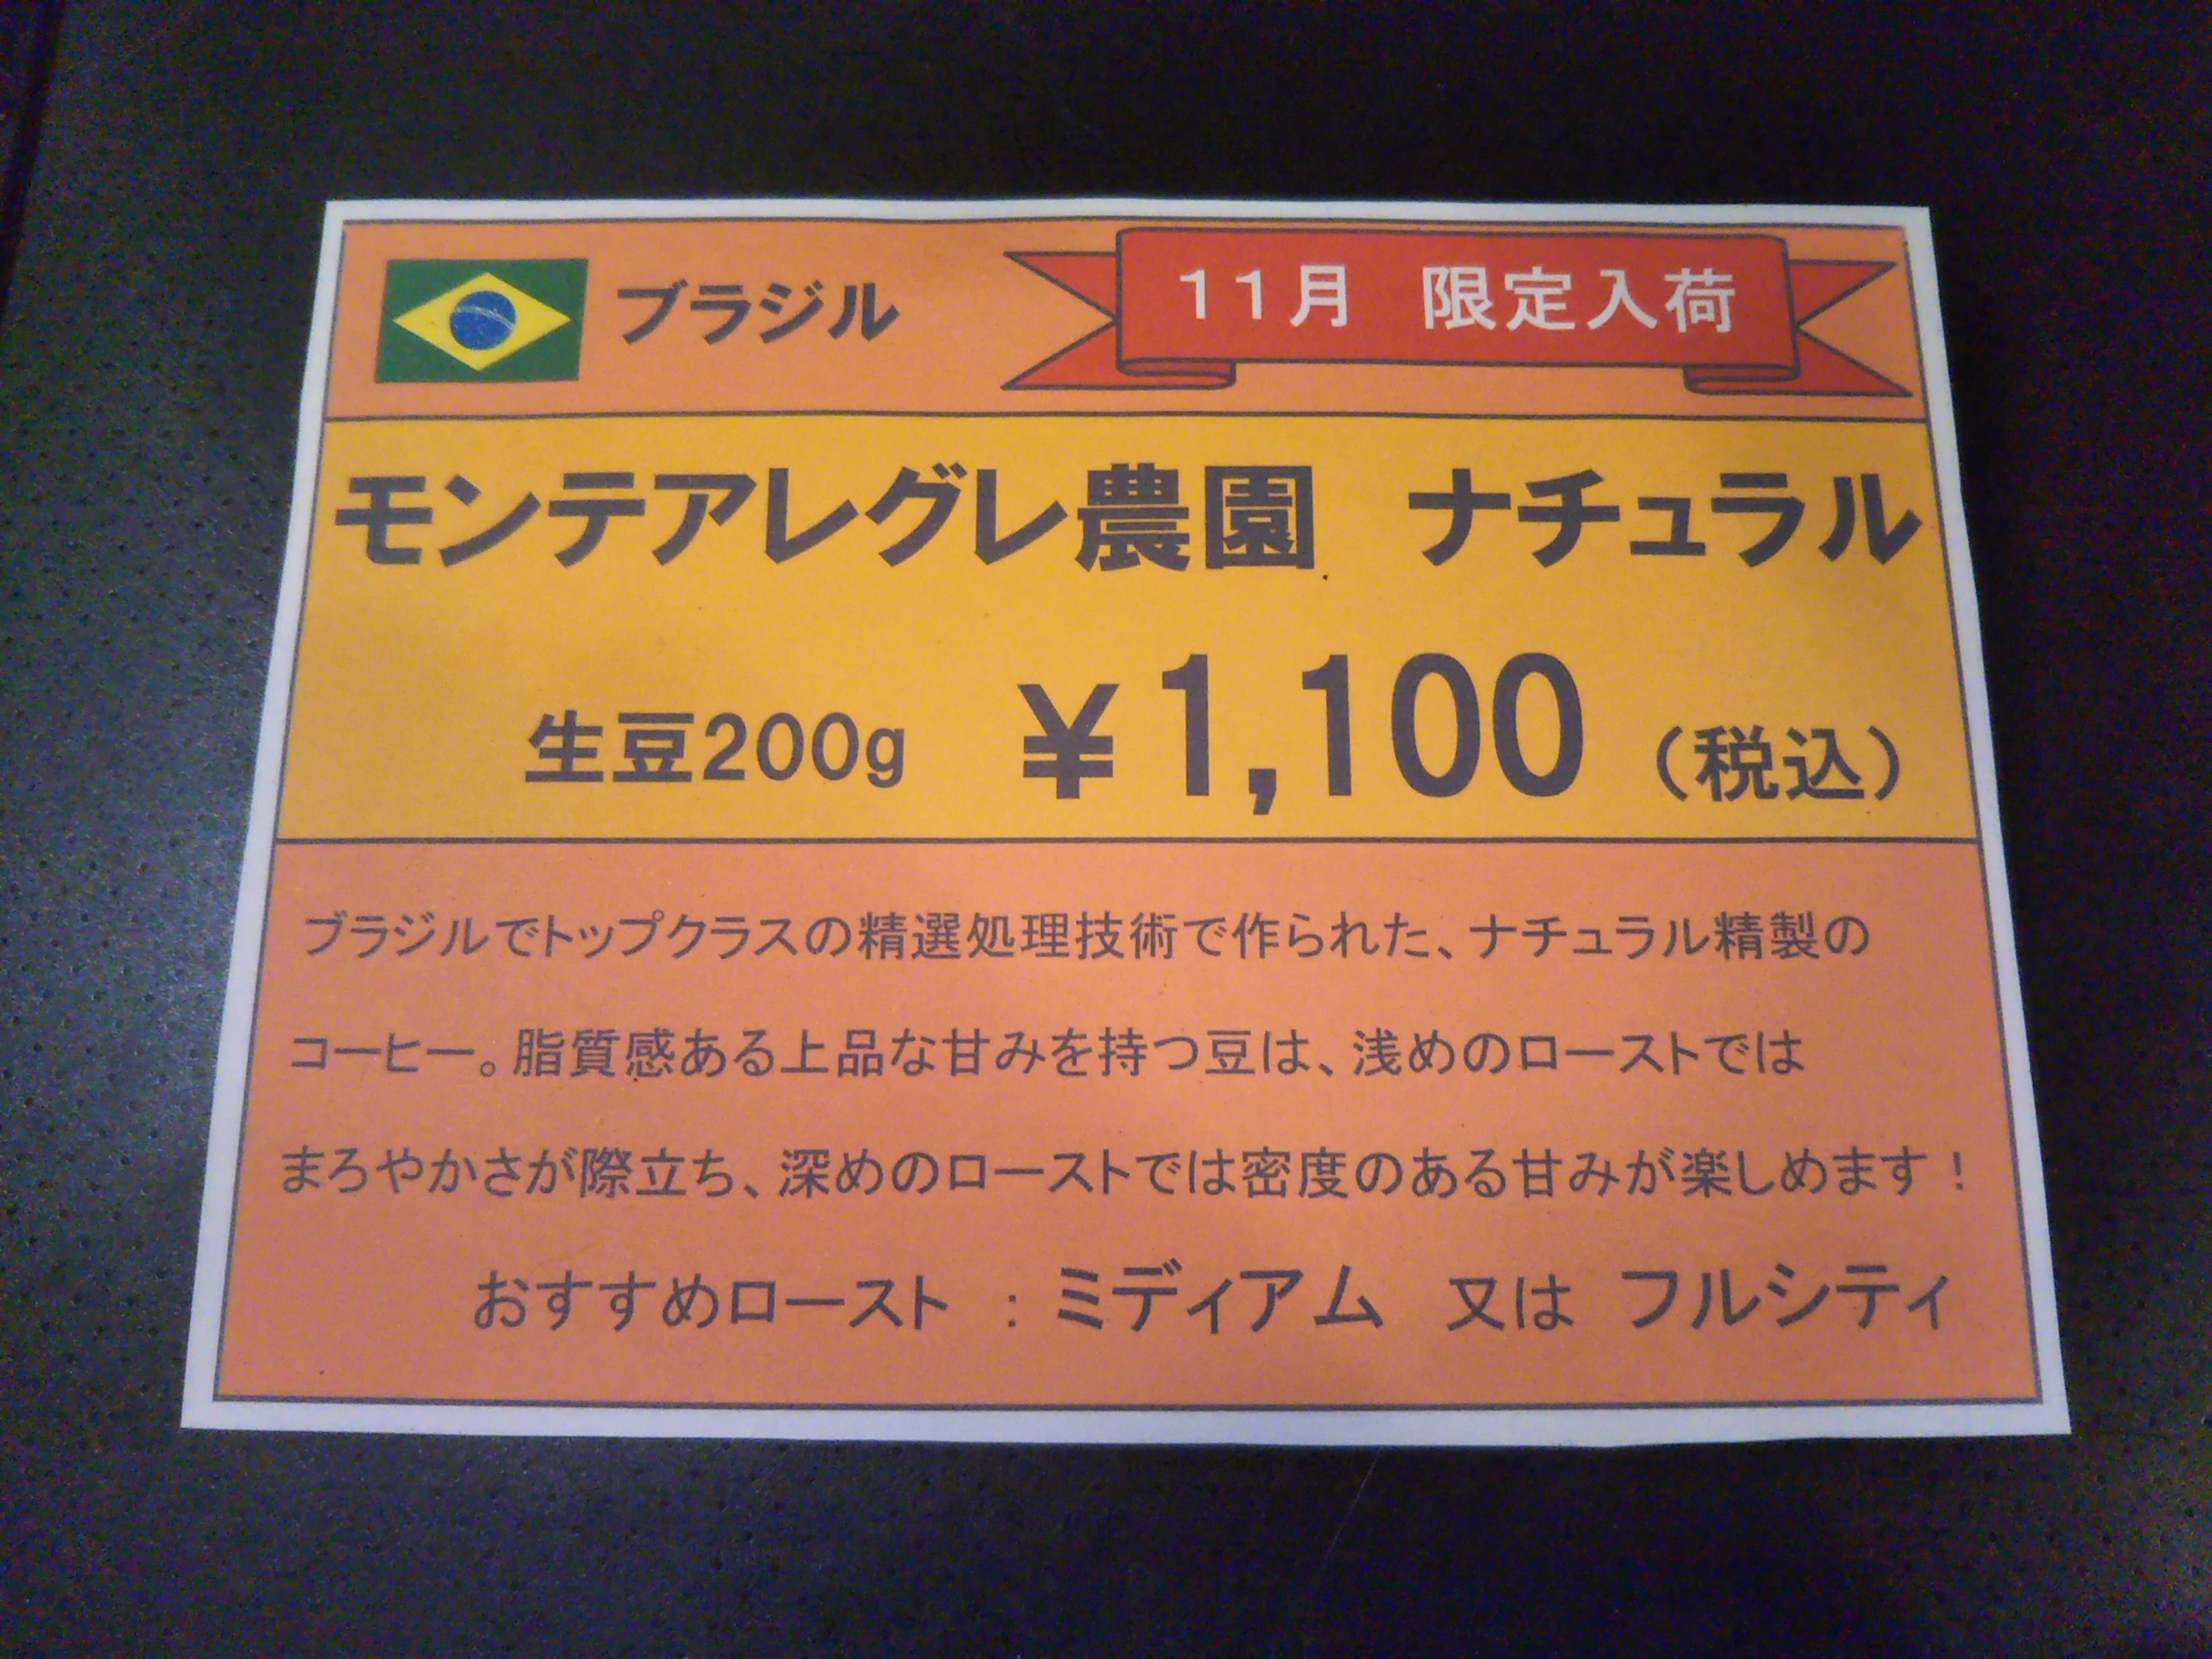 ブラジル
11月 限定入荷
モンテアレグレ農園 ナチュラル
生豆200g ¥1,100 (税込)
ブラジルでトップクラスの精選処理技術で作られた、ナチュラル精製の
コーヒー。脂質感ある上品な甘みを持つ豆は、浅めのローストでは
まろやかさが際立ち、深めのローストでは密度のある甘みが楽しめます!
おすすめロースト : ミディアム 又は フルシティ